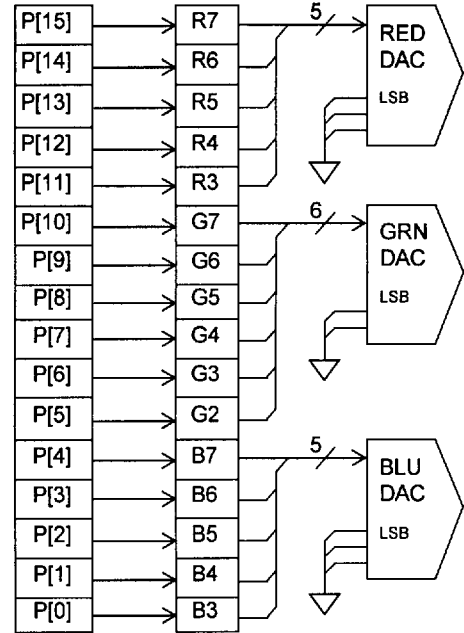 P[15] R7 5 RED
P[14] R6 DAC
P[13] R5 LSB
P[12] R4
P[11] R3
P[10] G7 6 GRN
P[9] G6 DAC
P[8] G5 LSB
P[7] G4
P[6] G3
P[5] G2
P[4] B7 5 BLU
P[3] B6 DAC
P[2] B5 LSB
P[1] B4
P[0] B3